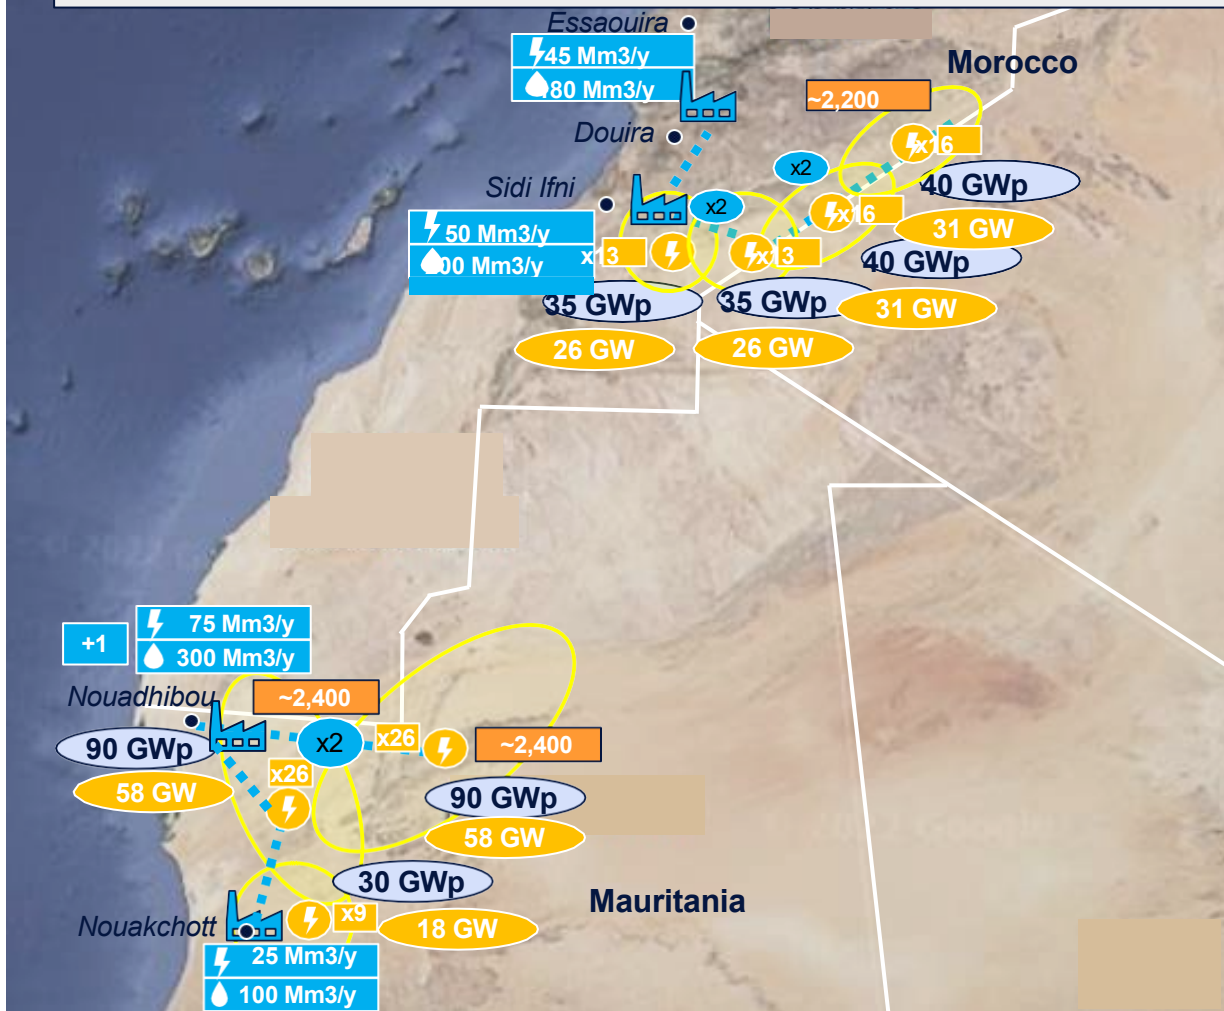 Essaouira
45 Mm3/y
80 Mm3/y
Morocco
~2,200
Douira
x16
x2
40 GWp
Sidi Ifni
x2
x16
31 GW
50 Mm3/y
00 Mm3/y
x13
x13
40 GWp
35 GWp
35 GWp
31 GW
26 GW
26 GW
75 Mm3/y
+1
300 Mm3/y
Nouadhibou
~2,400
90 GWp
x2
x26
~2,400
x26
58 GW
90 GWp
58 GW
30 GWp
Mauritania
Nouakchott
x9
18 GW
25 Mm3/y
100 Mm3/y